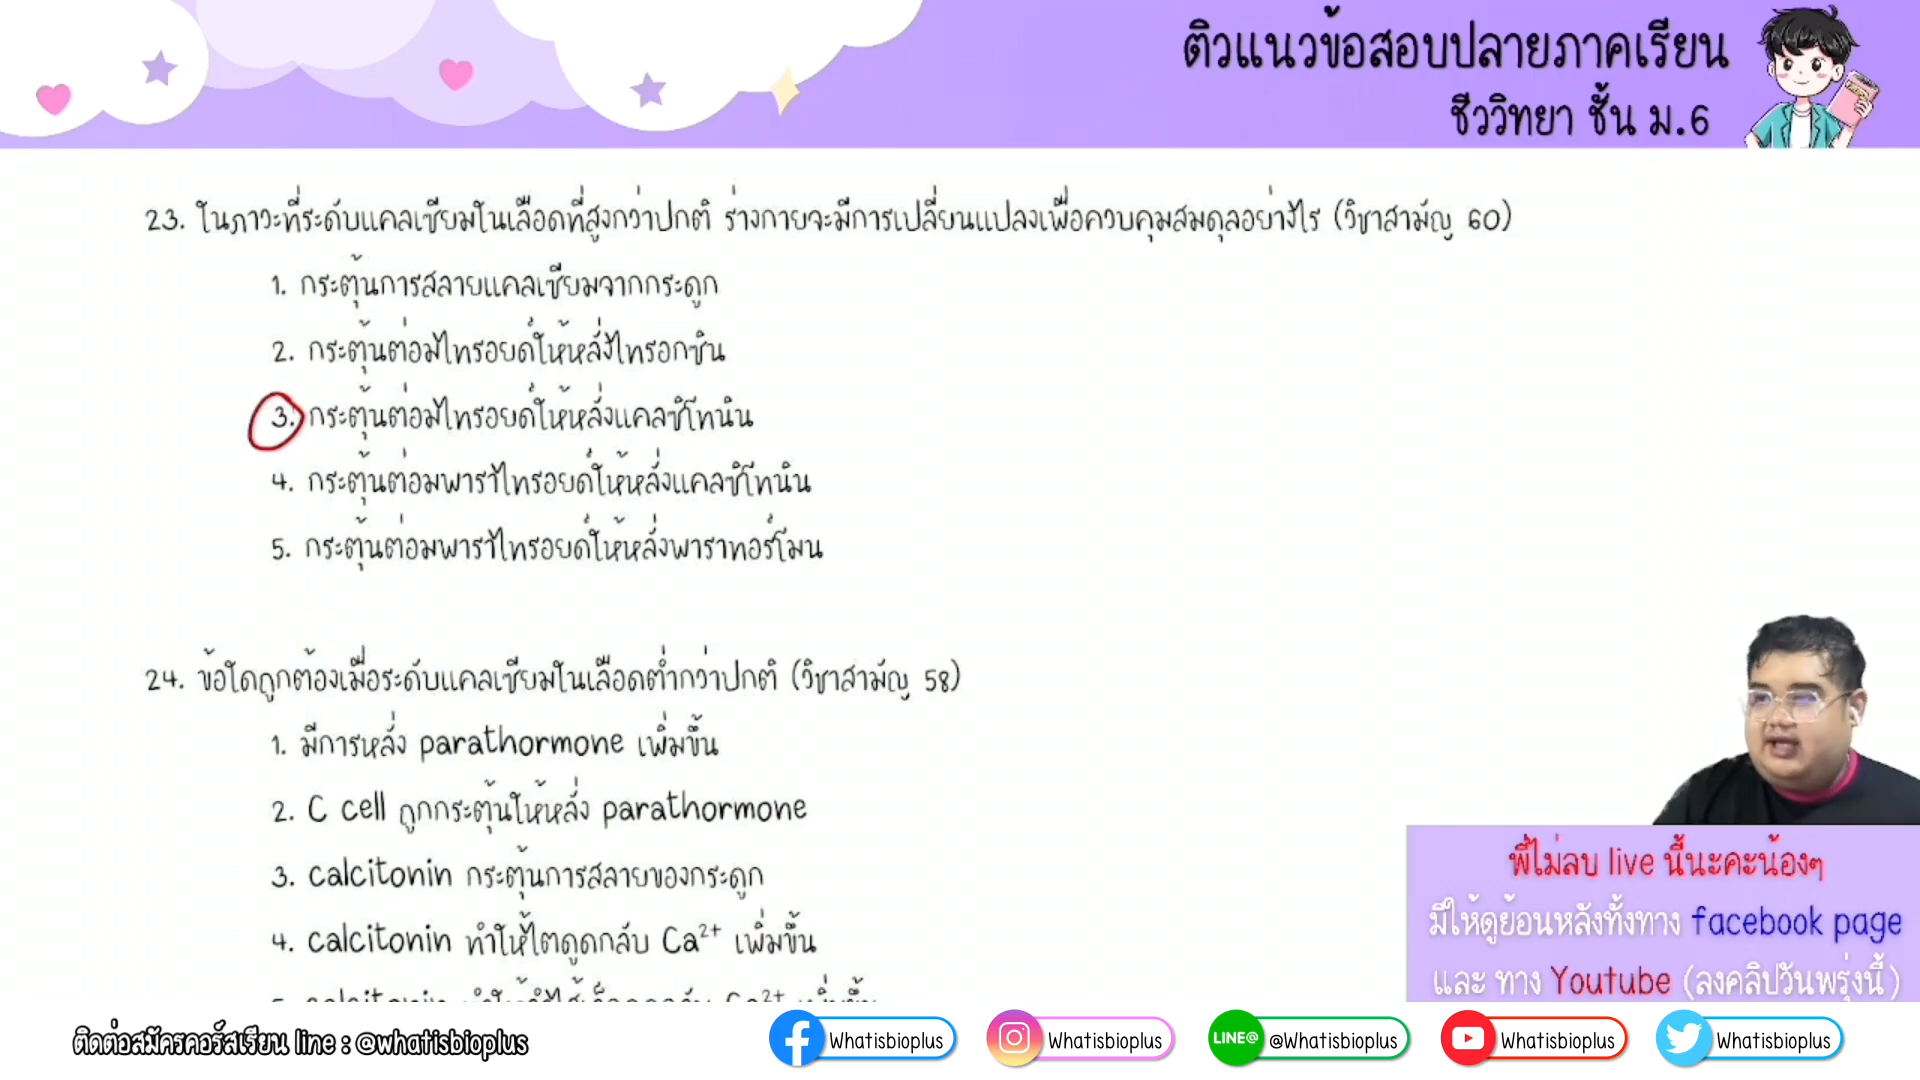 ติวแนวข้อสอบปลายภาคเรียน
ชีววิทยา ชั้น ม.6
23. ในภาวะที่ระดับแคลเซียมในเลือดที่สูงกว่าปกติ ร่างกายจะมีการเปลี่ยนแปลงเพื่อควบคุมสมดุลอย่างไร (วิชาสามัญ 60)
1. กระตุ้นการสลายแคลเซียมจากกระดูก
2. กระตุ้นต่อมไทรอยด์ให้หลั่งไทรอกซิน
3. กระตุ้นต่อมไทรอยด์ให้หลั่งแคลซิโทนิน
4. กระตุ้นต่อมพาราไทรอยด์ให้หลั่งแคลซิโทนิน
5. กระตุ้นต่อมพาราไทรอยด์ให้หลั่งพาราทอร์โมน
24. ข้อใดถูกต้องเมื่อระดับแคลเซียมในเลือดต่ำกว่าปกติ (วิชาสามัญ 58)
1. มีการหลั่ง parathormone เพิ่มขึ้น
2. C cell ถูกกระตุ้นให้หลั่ง parathormone
3. calcitonin กระตุ้นการสลายของกระดูก
4. calcitonin ทำให้ไตดูดกลับ Ca²⁺ เพิ่มขึ้น
พี่ไม่ลบ live นี้นะคะน้องๆ
มีให้ดูย้อนหลังทั้งทาง facebook page
และ ทาง Youtube (ลงคลิปวันพรุ่งนี้)
ติดต่อสมัครคอร์สเรียน line : @whatisbioplus
Whatisbioplus
Whatisbioplus
LINE@ @Whatisbioplus
Whatisbioplus
Whatisbioplus